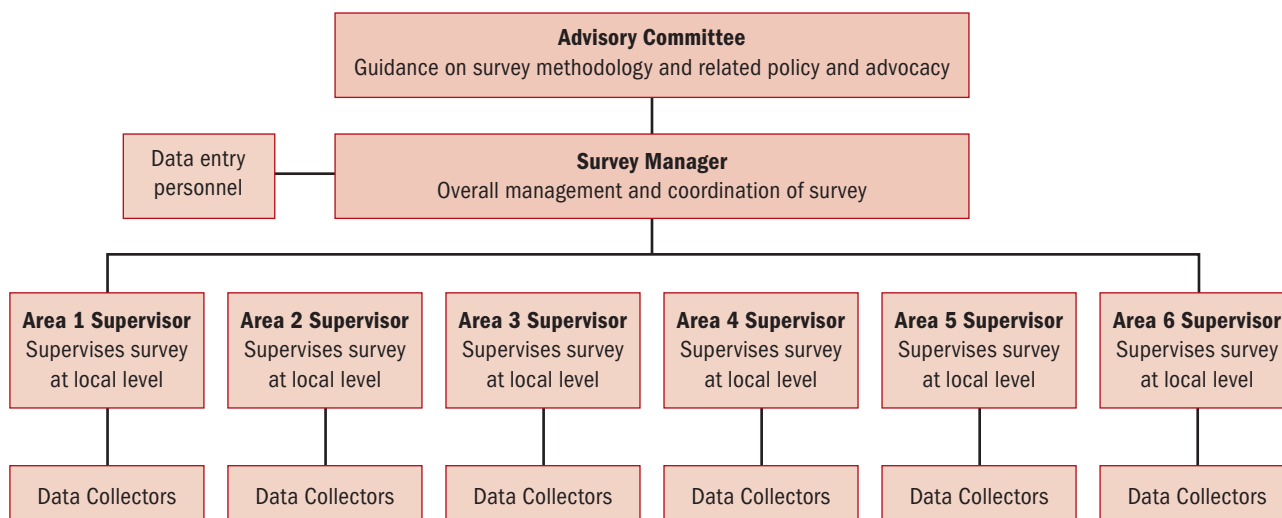 Advisory Committee
Guidance on survey methodology and related policy and advocacy
Data entry
personnel
Survey Manager
Overall management and coordination of survey
Area 1 Supervisor
Supervises survey
at local level
Area 2 Supervisor
Supervises survey
at local level
Area 3 Supervisor
Supervises survey
at local level
Area 4 Supervisor
Supervises survey
at local level
Area 5 Supervisor
Supervises survey
at local level
Area 6 Supervisor
Supervises survey
at local level
Data Collectors
Data Collectors
Data Collectors
Data Collectors
Data Collectors
Data Collectors